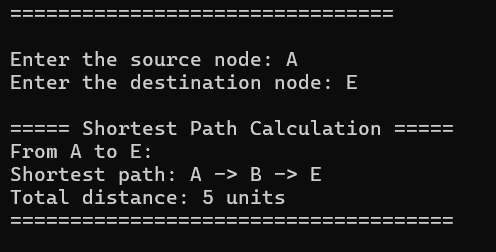 ================================
Enter the source node: A
Enter the destination node: E
===== Shortest Path Calculation =====
From A to E:
Shortest path: A -> B -> E
Total distance: 5 units
=====================================